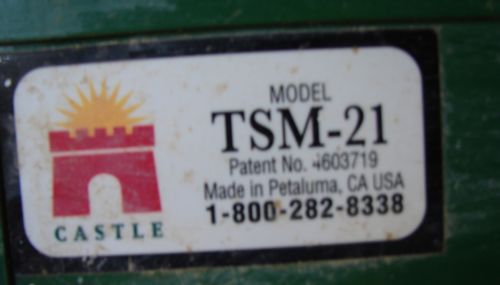 MODEL
TSM-21
Patent No. 4603719
Made in Petaluma, CA USA
1-800-282-8338
CASTLE